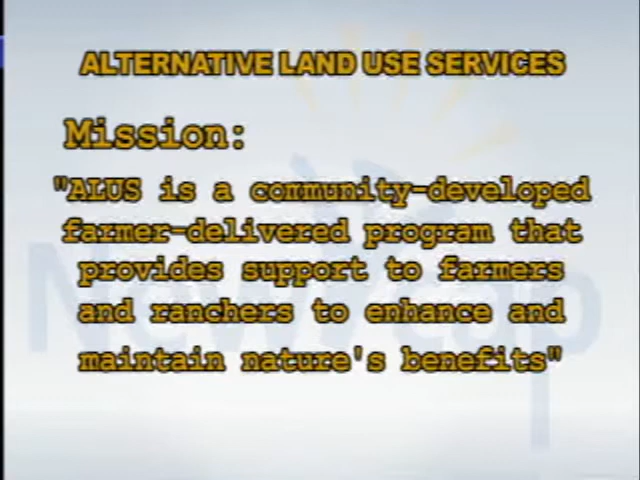 ALTERNATIVE LAND USE SERVICES
Mission:
"ALUS is a community-developed
farmer-delivered program that
provides support to farmers
and ranchers to enhance and
maintain nature's benefits"
Newcap